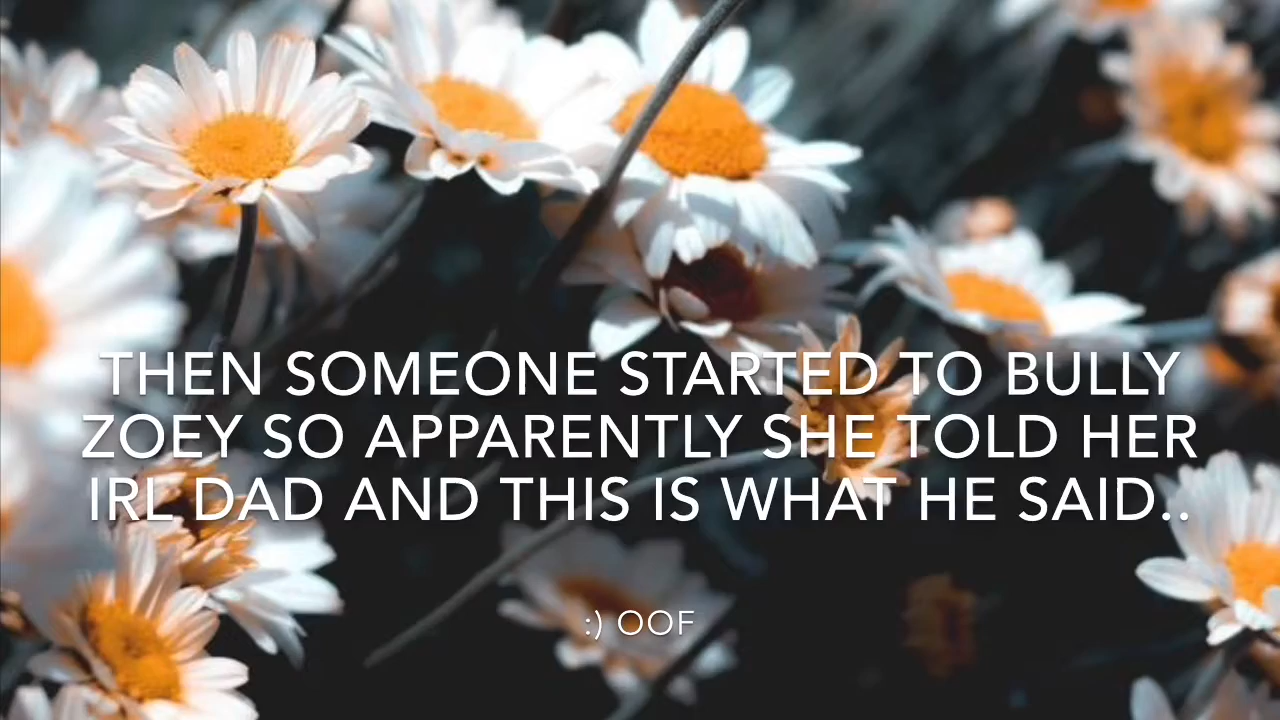 THEN SOMEONE STARTED TO BULLY
ZOEY SO APPARENTLY SHE TOLD HER
IRL DAD AND THIS IS WHAT HE SAID..
:) OOF